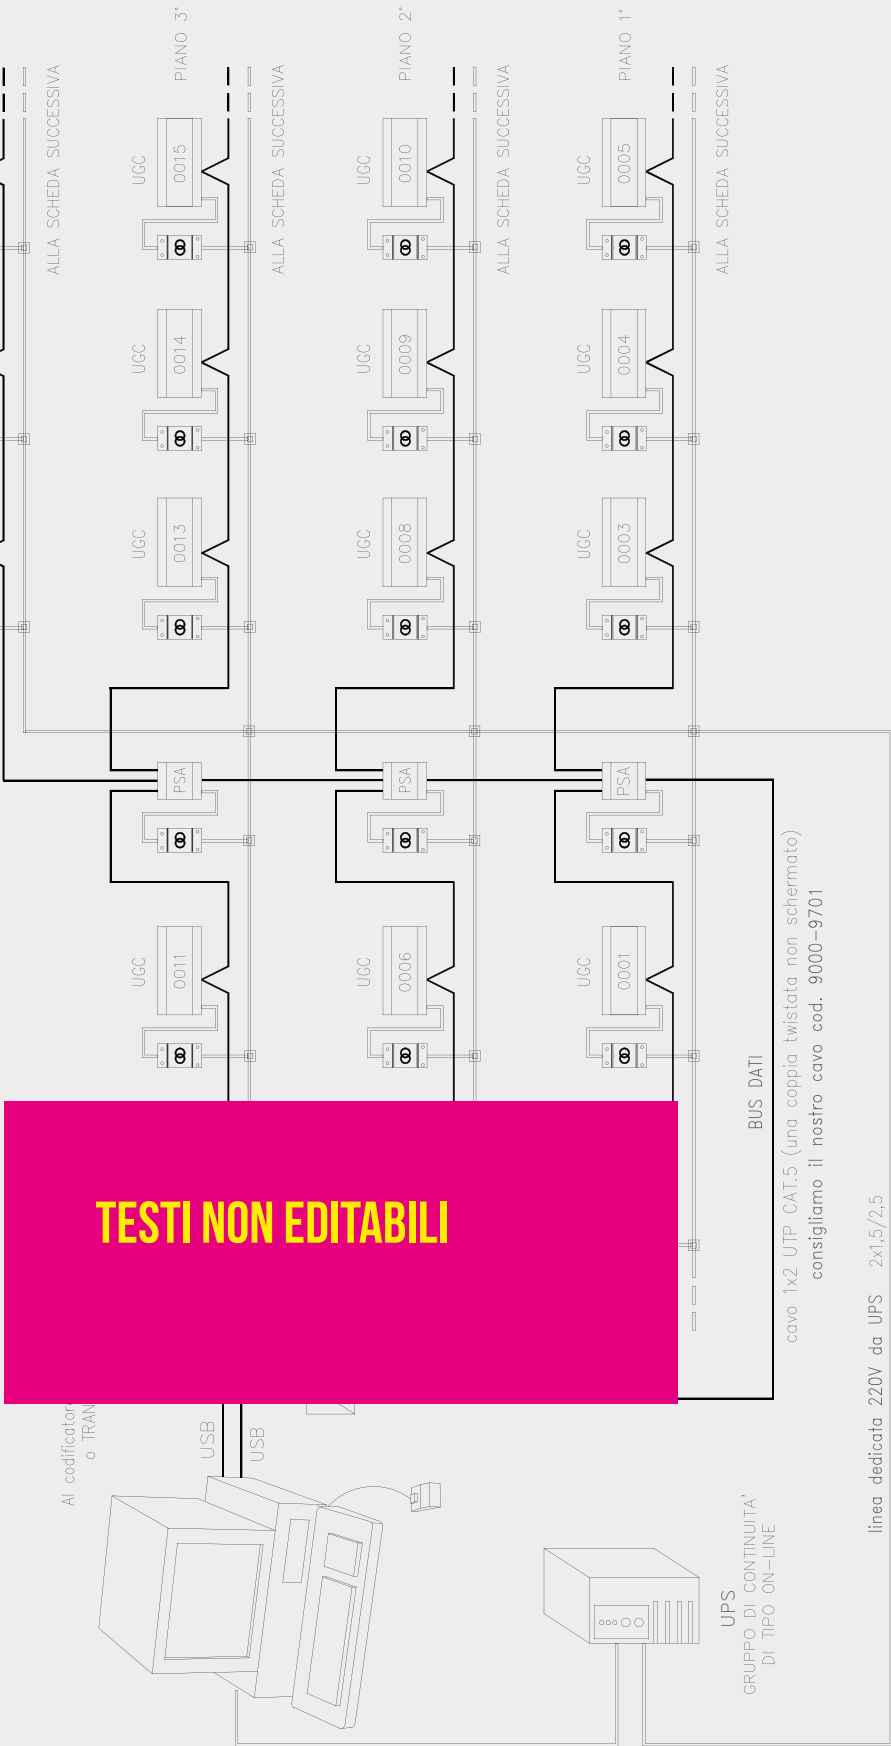 PIANO 3°
ALLA SCHEDA SUCCESSIVA
UGC
0015
UGC
0014
UGC
0013
PSA
UGC
0011
PIANO 2°
ALLA SCHEDA SUCCESSIVA
UGC
0010
UGC
0009
UGC
0008
PSA
UGC
0006
PIANO 1°
ALLA SCHEDA SUCCESSIVA
UGC
0005
UGC
0004
UGC
0003
PSA
UGC
0001
ALLA SCHEDA SUCCESSIVA
BUS DATI
cavo 1x2 UTP CAT.5 (una coppia twistata non schermato)
consigliamo il nostro cavo cod. 9000-9701
linea dedicata 220V da UPS 2x1,5/2,5
TESTI NON EDITABILI
Al
o
USB
USB
UPS
GRUPPO DI CONTINUITA'
DI TIPO ON-LINE